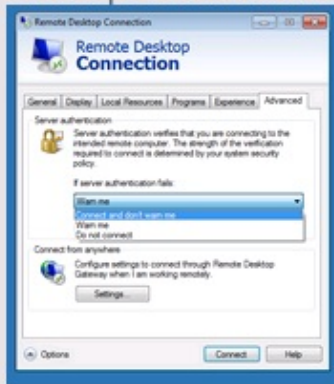 Remote Desktop Connection
Remote Desktop
Connection
General Display Local Resources Programs Experience Advanced
Server authentication
Server authentication verifies that you are connecting to the
intended remote computer. The strength of the verification
required to connect is determined by your system security
policy.
If server authentication fails:
Warn me
Connect and don't warn me
Warn me
Do not connect
Connect from anywhere
Configure settings to connect through Remote Desktop
Gateway when I am working remotely.
Settings...
Options
Connect Help